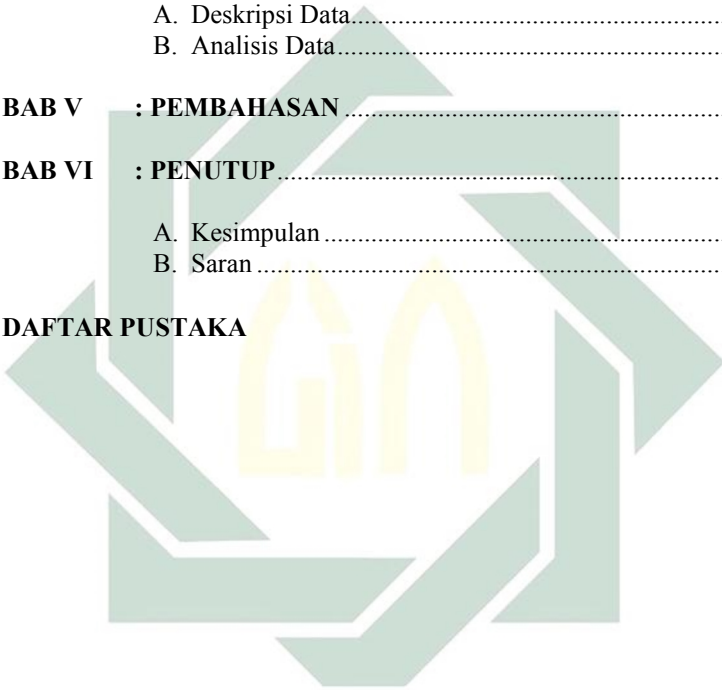 A. Deskripsi Data......................................................
B. Analisis Data........................................................
BAB V : PEMBAHASAN........................................................
BAB VI : PENUTUP................................................................
A. Kesimpulan..........................................................
B. Saran....................................................................
DAFTAR PUSTAKA